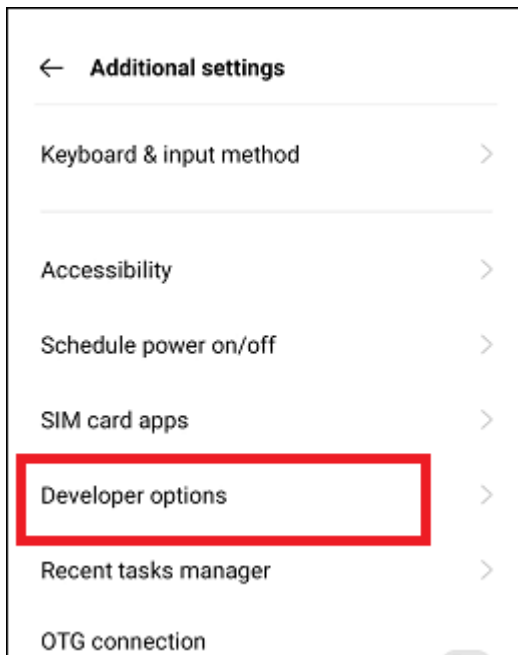 Additional settings
Keyboard & input method
Accessibility
Schedule power on/off
SIM card apps
Developer options
Recent tasks manager
OTG connection